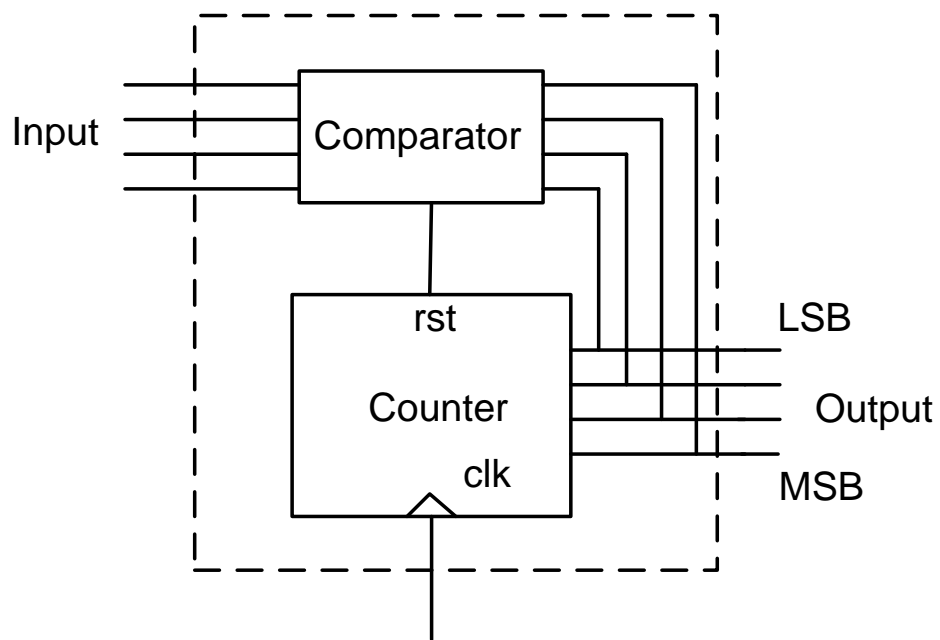 Input
Comparator
rst
LSB
Counter
Output
clk
MSB